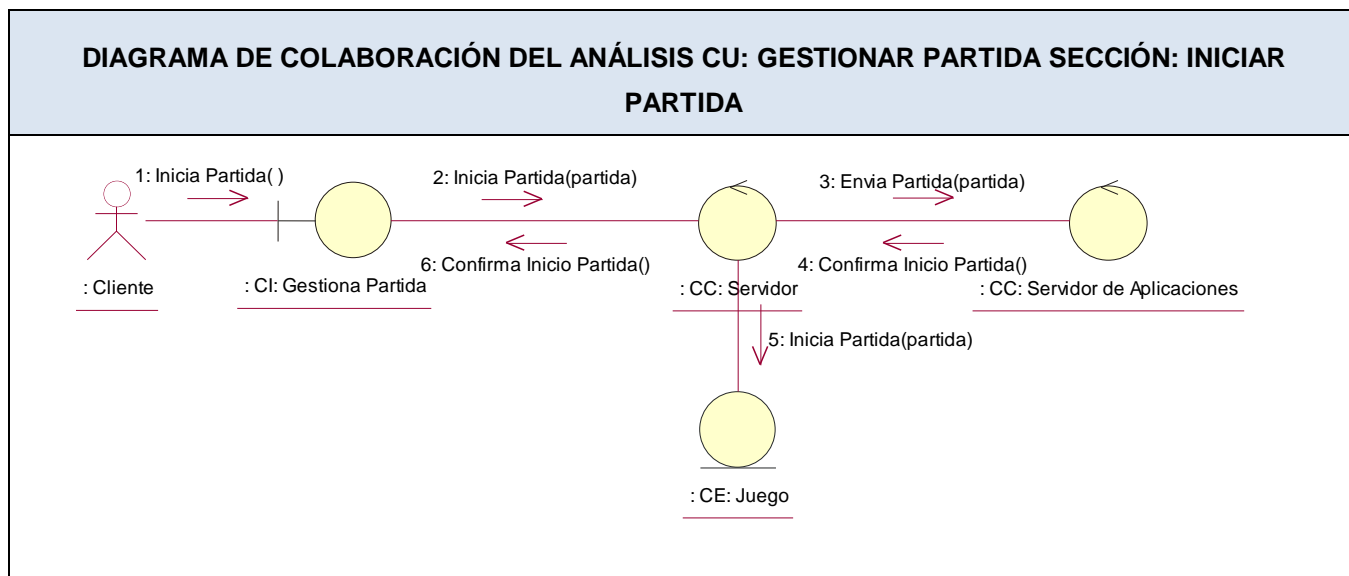 DIAGRAMA DE COLABORACIÓN DEL ANÁLISIS CU: GESTIONAR PARTIDA SECCIÓN: INICIAR
PARTIDA
1: Inicia Partida( )
2: Inicia Partida(partida)
3: Envia Partida(partida)
6: Confirma Inicio Partida()
4: Confirma Inicio Partida()
: Cliente
: CI: Gestiona Partida
: CC: Servidor
: CC: Servidor de Aplicaciones
5: Inicia Partida(partida)
: CE: Juego